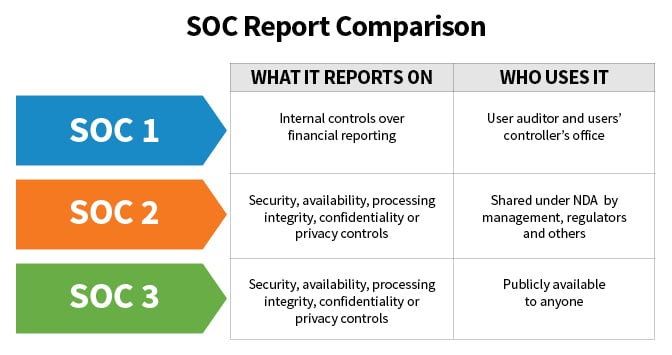 SOC Report Comparison
WHAT IT REPORTS ON
WHO USES IT
SOC 1
Internal controls over
financial reporting
User auditor and users’
controller’s office
SOC 2
Security, availability, processing
integrity, confidentiality or
privacy controls
Shared under NDA by
management, regulators
and others
SOC 3
Security, availability, processing
integrity, confidentiality or
privacy controls
Publicly available
to anyone